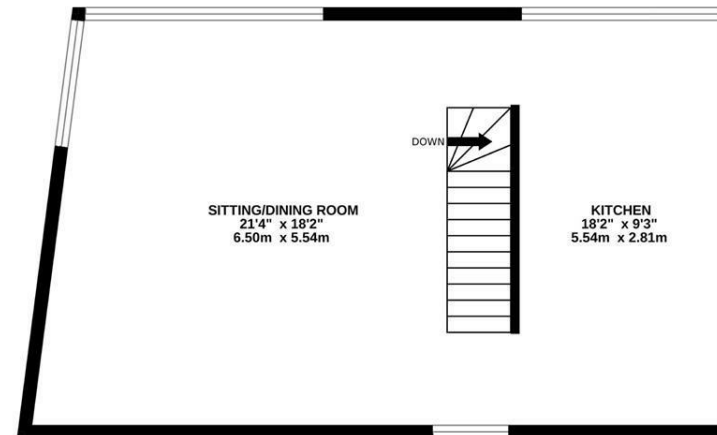 DOWN
SITTING/DINING ROOM
21'4" x 18'2"
6.50m x 5.54m
KITCHEN
18'2" x 9'3"
5.54m x 2.81m